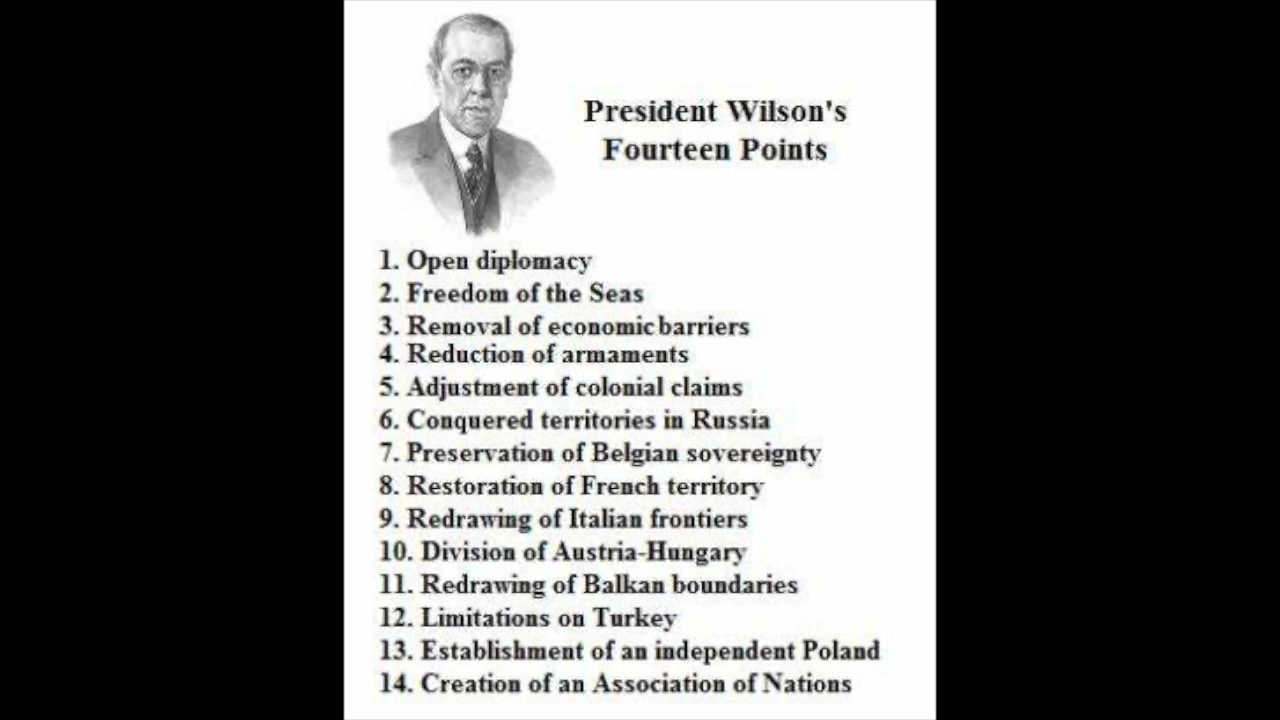 President Wilson's
Fourteen Points
1. Open diplomacy
2. Freedom of the Seas
3. Removal of economic barriers
4. Reduction of armaments
5. Adjustment of colonial claims
6. Conquered territories in Russia
7. Preservation of Belgian sovereignty
8. Restoration of French territory
9. Redrawing of Italian frontiers
10. Division of Austria-Hungary
11. Redrawing of Balkan boundaries
12. Limitations on Turkey
13. Establishment of an independent Poland
14. Creation of an Association of Nations